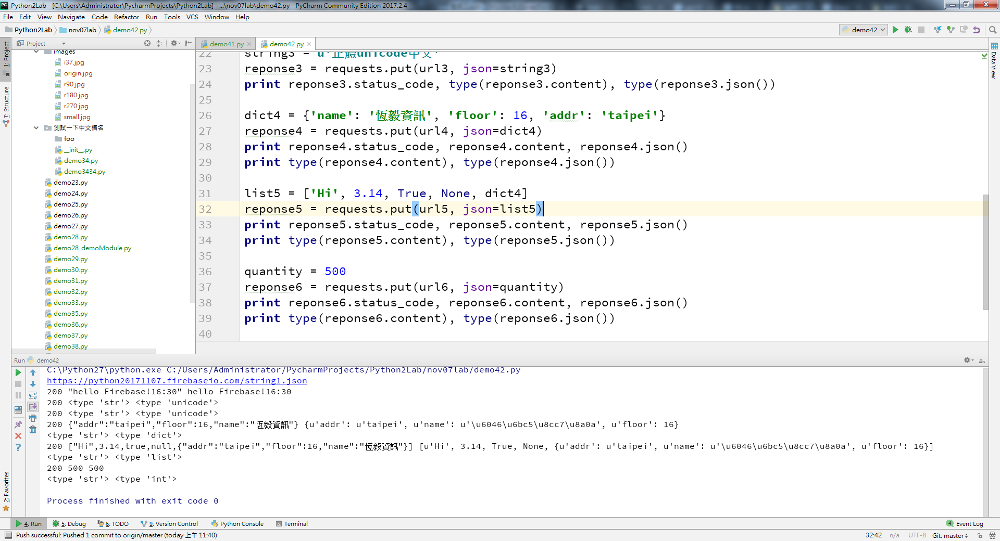 Python2Lab - [C:\Users\Administrator\PycharmProjects\Python2Lab] - ...\nov07lab\demo42.py - PyCharm Community Edition 2017.2.4
File Edit View Navigate Code Refactor Run Tools VCS Window Help
Python2Lab nov07lab demo42.py
demo42
Project
demo41.py
demo42.py
1: Project
7: Structure
2: Favorites
Data View
images
i37.jpg
origin.jpg
r90.jpg
r180.jpg
r270.jpg
small.jpg
測試一下中文檔名
foo
__init__.py
demo34.py
demo3434.py
demo23.py
demo24.py
demo25.py
demo26.py
demo27.py
demo28.py
demo28_demoModule.py
demo29.py
demo30.py
demo31.py
demo32.py
demo33.py
demo35.py
demo36.py
demo37.py
demo38.py
22 string3 = u'正體unicode中文'
23 reponse3 = requests.put(url3, json=string3)
24 print reponse3.status_code, type(reponse3.content), type(reponse3.json())
25
26 dict4 = {'name': '恆毅資訊', 'floor': 16, 'addr': 'taipei'}
27 reponse4 = requests.put(url4, json=dict4)
28 print reponse4.status_code, reponse4.content, reponse4.json()
29 print type(reponse4.content), type(reponse4.json())
30
31 list5 = ['Hi', 3.14, True, None, dict4]
32 reponse5 = requests.put(url5, json=list5)
33 print reponse5.status_code, reponse5.content, reponse5.json()
34 print type(reponse5.content), type(reponse5.json())
35
36 quantity = 500
37 reponse6 = requests.put(url6, json=quantity)
38 print reponse6.status_code, reponse6.content, reponse6.json()
39 print type(reponse6.content), type(reponse6.json())
40
Run demo42
C:\Python27\python.exe C:/Users/Administrator/PycharmProjects/Python2Lab/nov07lab/demo42.py
https://python20171107.firebaseio.com/string1.json
200 "hello Firebase!16:30" hello Firebase!16:30
200 <type 'str'> <type 'unicode'>
200 <type 'str'> <type 'unicode'>
200 {"addr":"taipei","floor":16,"name":"恆毅資訊"} {u'addr': u'taipei', u'name': u'\u6046\u6bc5\u8cc7\u8a0a', u'floor': 16}
<type 'str'> <type 'dict'>
200 ["Hi",3.14,true,null,{"addr":"taipei","floor":16,"name":"恆毅資訊"}] [u'Hi', 3.14, True, None, {u'addr': u'taipei', u'name': u'\u6046\u6bc5\u8cc7\u8a0a', u'floor': 16}]
<type 'str'> <type 'list'>
200 500 500
<type 'str'> <type 'int'>
Process finished with exit code 0
4: Run 5: Debug 6: TODO 9: Version Control Python Console Terminal 4 Event Log
Push successful: Pushed 1 commit to origin/master (today 上午 11:40) 32:42 n/a UTF-8 Git: master